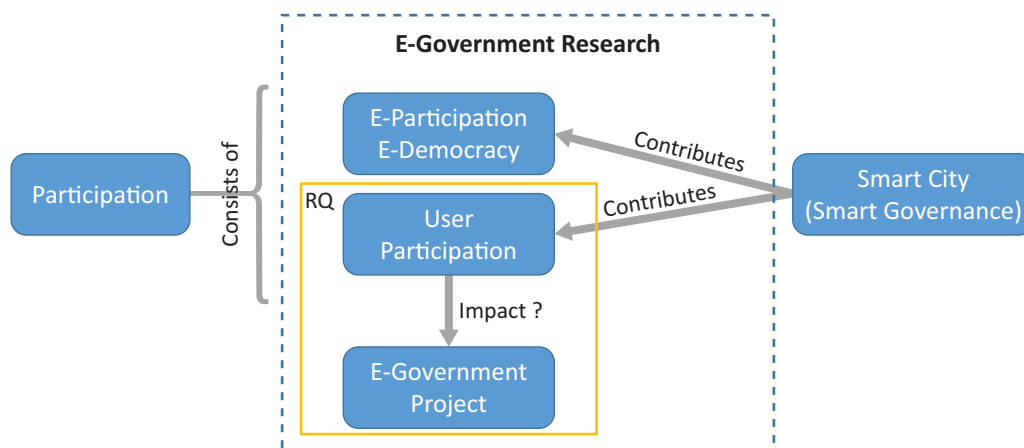 E-Government Research
E-Participation
E-Democracy
Contributes
Consists of
Participation
Smart City
(Smart Governance)
RQ
User
Participation
Contributes
Impact ?
E-Government
Project